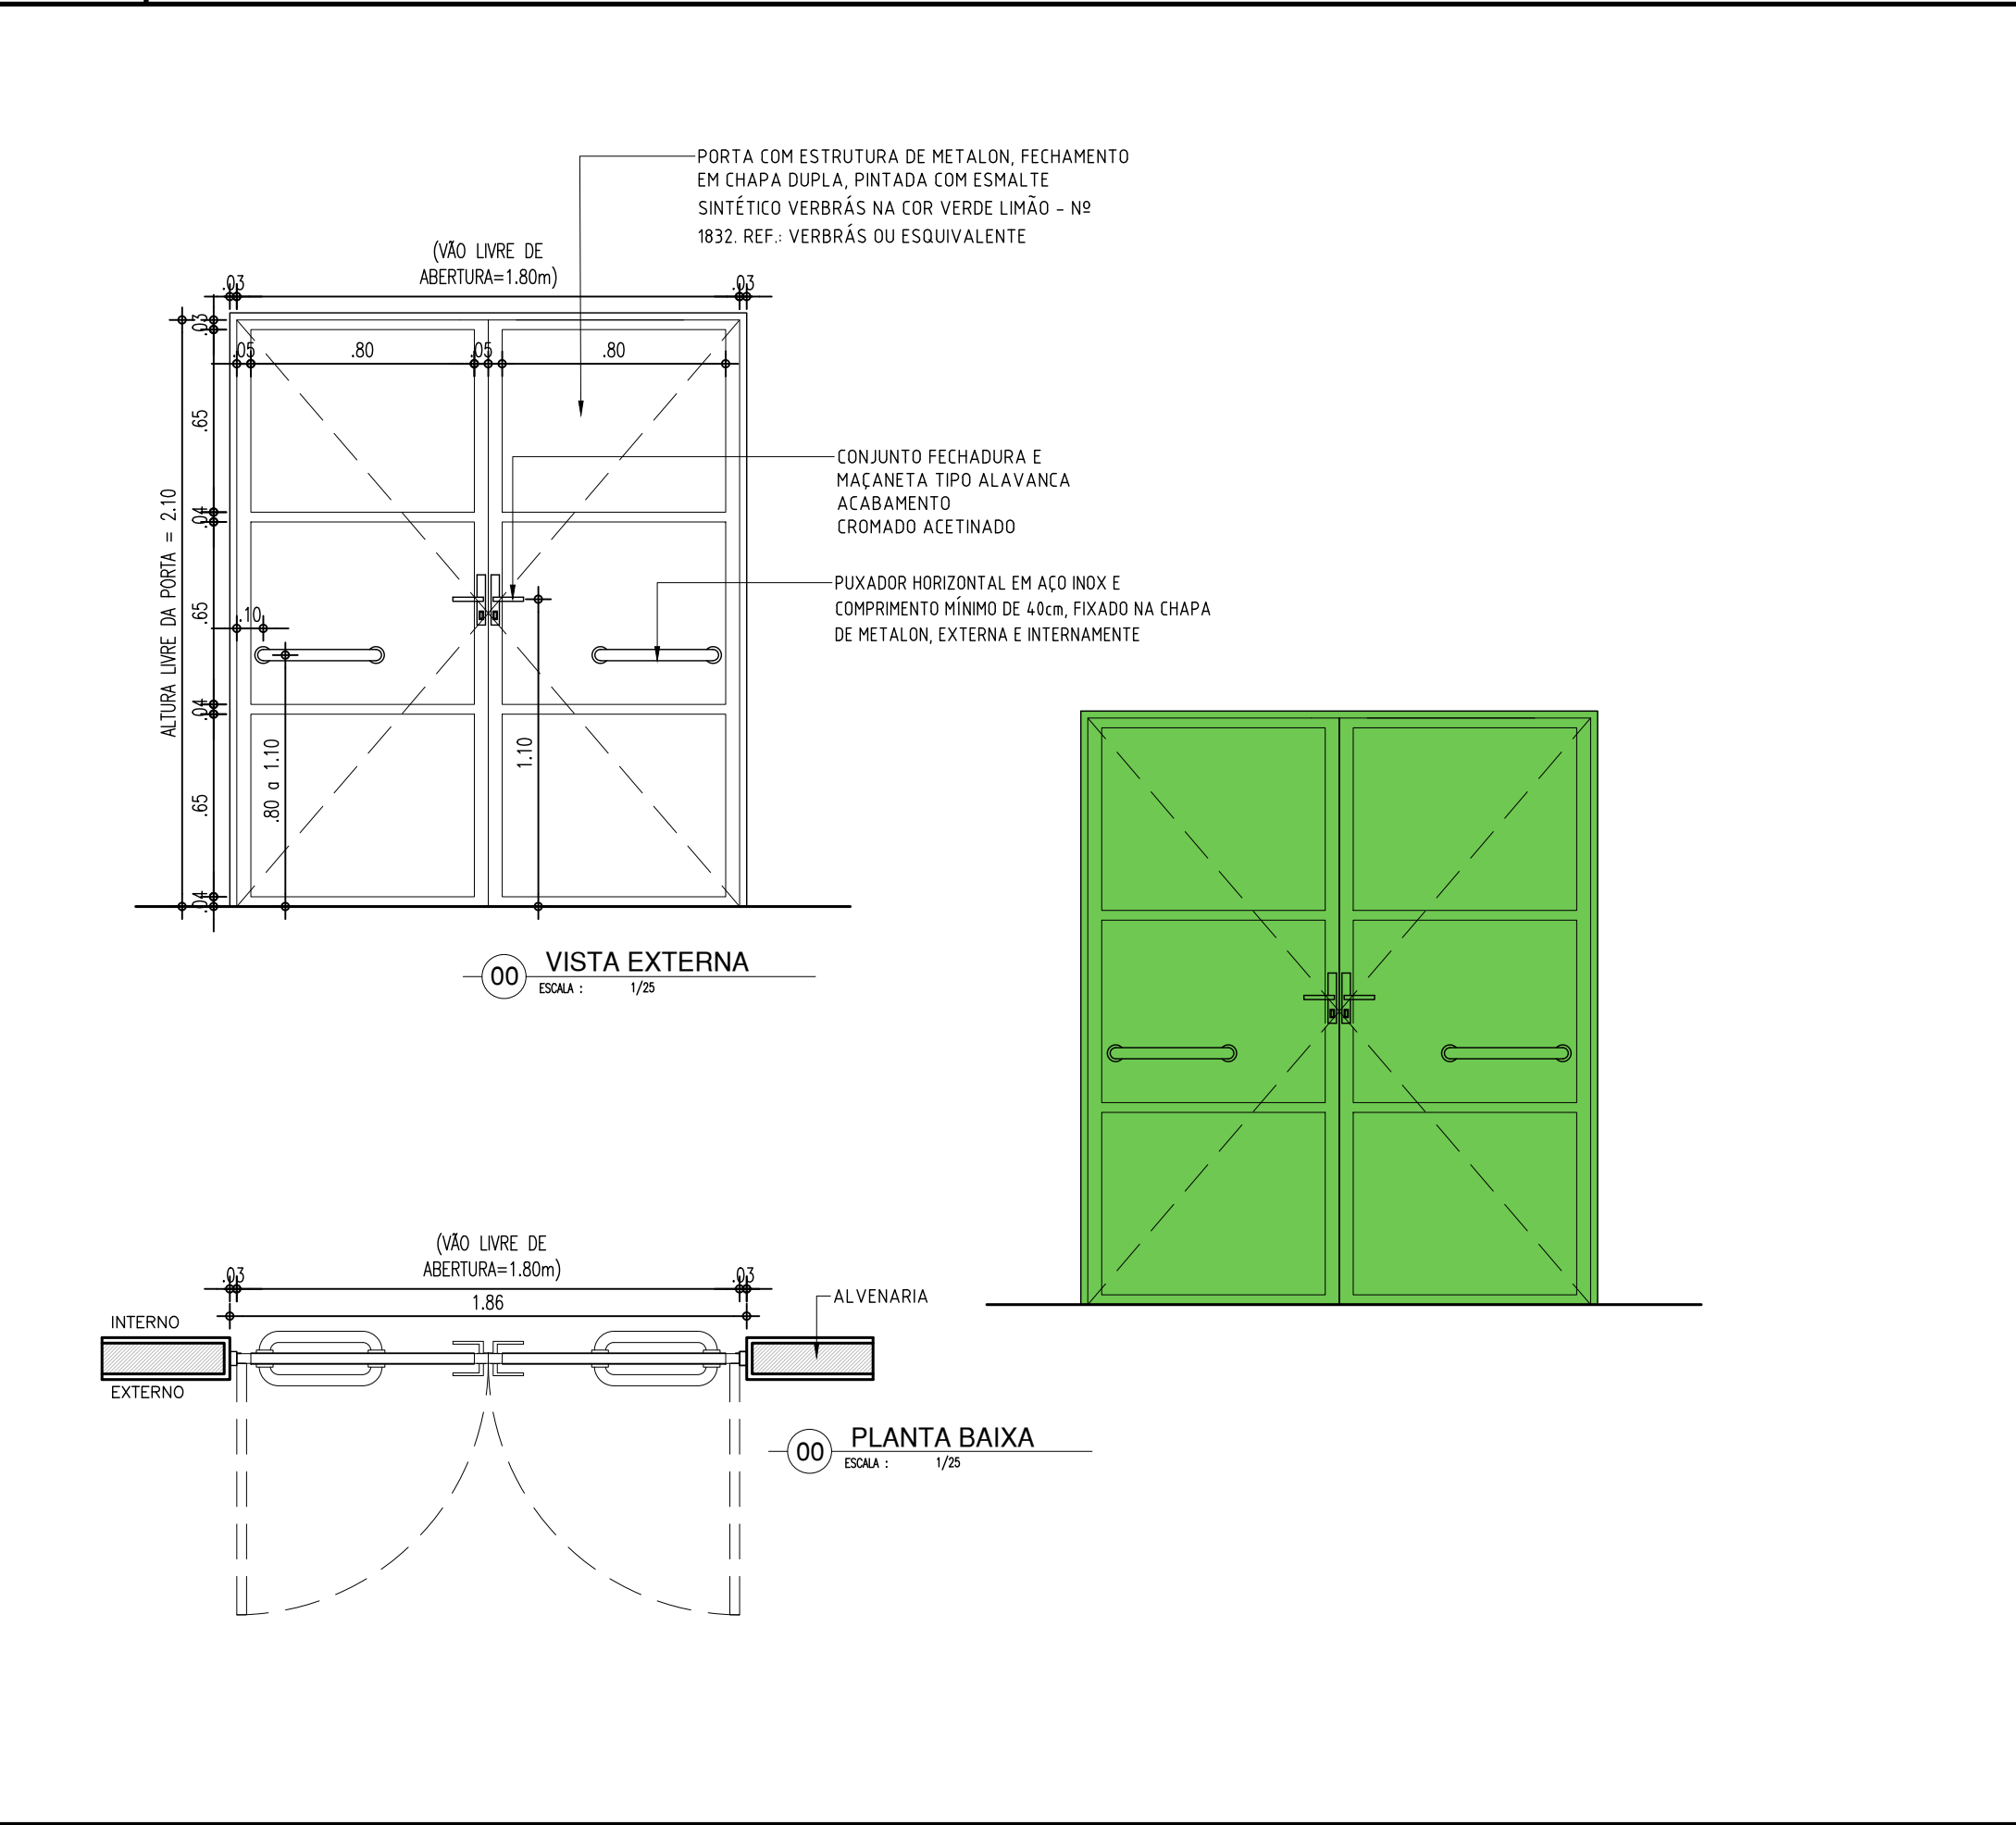 PORTA COM ESTRUTURA DE METALON, FECHAMENTO
EM CHAPA DUPLA, PINTADA COM ESMALTE
SINTÉTICO VERBRÁS NA COR VERDE LIMÃO - Nº
1832. REF.: VERBRÁS OU ESQUIVALENTE
(VÃO LIVRE DE
ABERTURA=1.80m)
.03
.03
.03
.05
.80
.05
.80
.65
CONJUNTO FECHADURA E
MAÇANETA TIPO ALAVANCA
ACABAMENTO
CROMADO ACETINADO
ALTURA LIVRE DA PORTA = 2.10
.04
.65
.10
PUXADOR HORIZONTAL EM AÇO INOX E
COMPRIMENTO MÍNIMO DE 40cm, FIXADO NA CHAPA
DE METALON, EXTERNA E INTERNAMENTE
.04
.80 a 1.10
1.10
.65
.04
00
VISTA EXTERNA
ESCALA : 1/25
(VÃO LIVRE DE
ABERTURA=1.80m)
.03
.03
1.86
ALVENARIA
INTERNO
EXTERNO
00
PLANTA BAIXA
ESCALA : 1/25